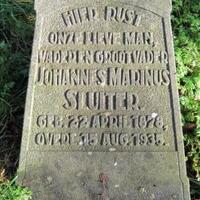 HIER RUST
ONZE LIEVE MAN,
VADER EN GROOTVADER
JOHANNES MARINUS
SLUITER.
GEB. 22 APRIL 1878.
OVERL. 15 AUG. 1935.